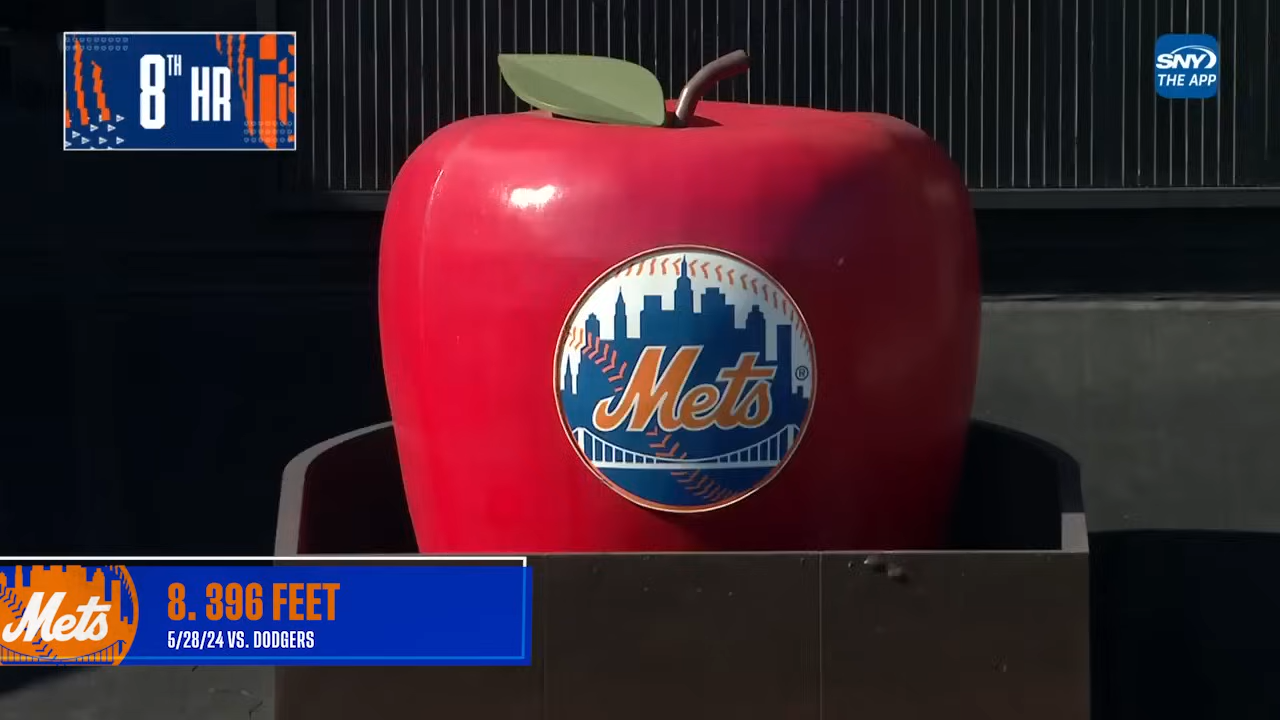 8TH HR
SNY
THE APP
Mets ®
Mets
8. 396 FEET
5/28/24 VS. DODGERS